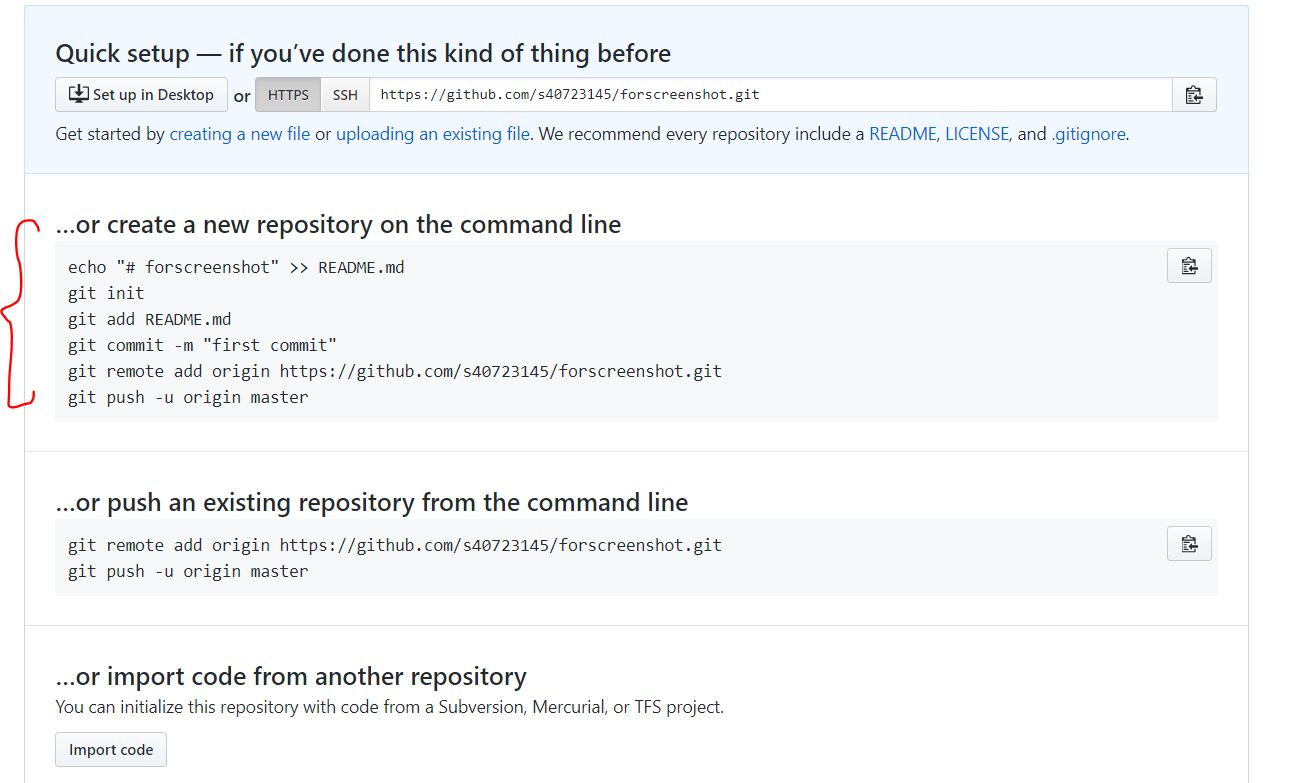 Quick setup — if you’ve done this kind of thing before
Set up in Desktop or HTTPS SSH https://github.com/s40723145/forscreenshot.git
Get started by creating a new file or uploading an existing file. We recommend every repository include a README, LICENSE, and .gitignore.
…or create a new repository on the command line
echo "# forscreenshot" >> README.md
git init
git add README.md
git commit -m "first commit"
git remote add origin https://github.com/s40723145/forscreenshot.git
git push -u origin master
…or push an existing repository from the command line
git remote add origin https://github.com/s40723145/forscreenshot.git
git push -u origin master
…or import code from another repository
You can initialize this repository with code from a Subversion, Mercurial, or TFS project.
Import code